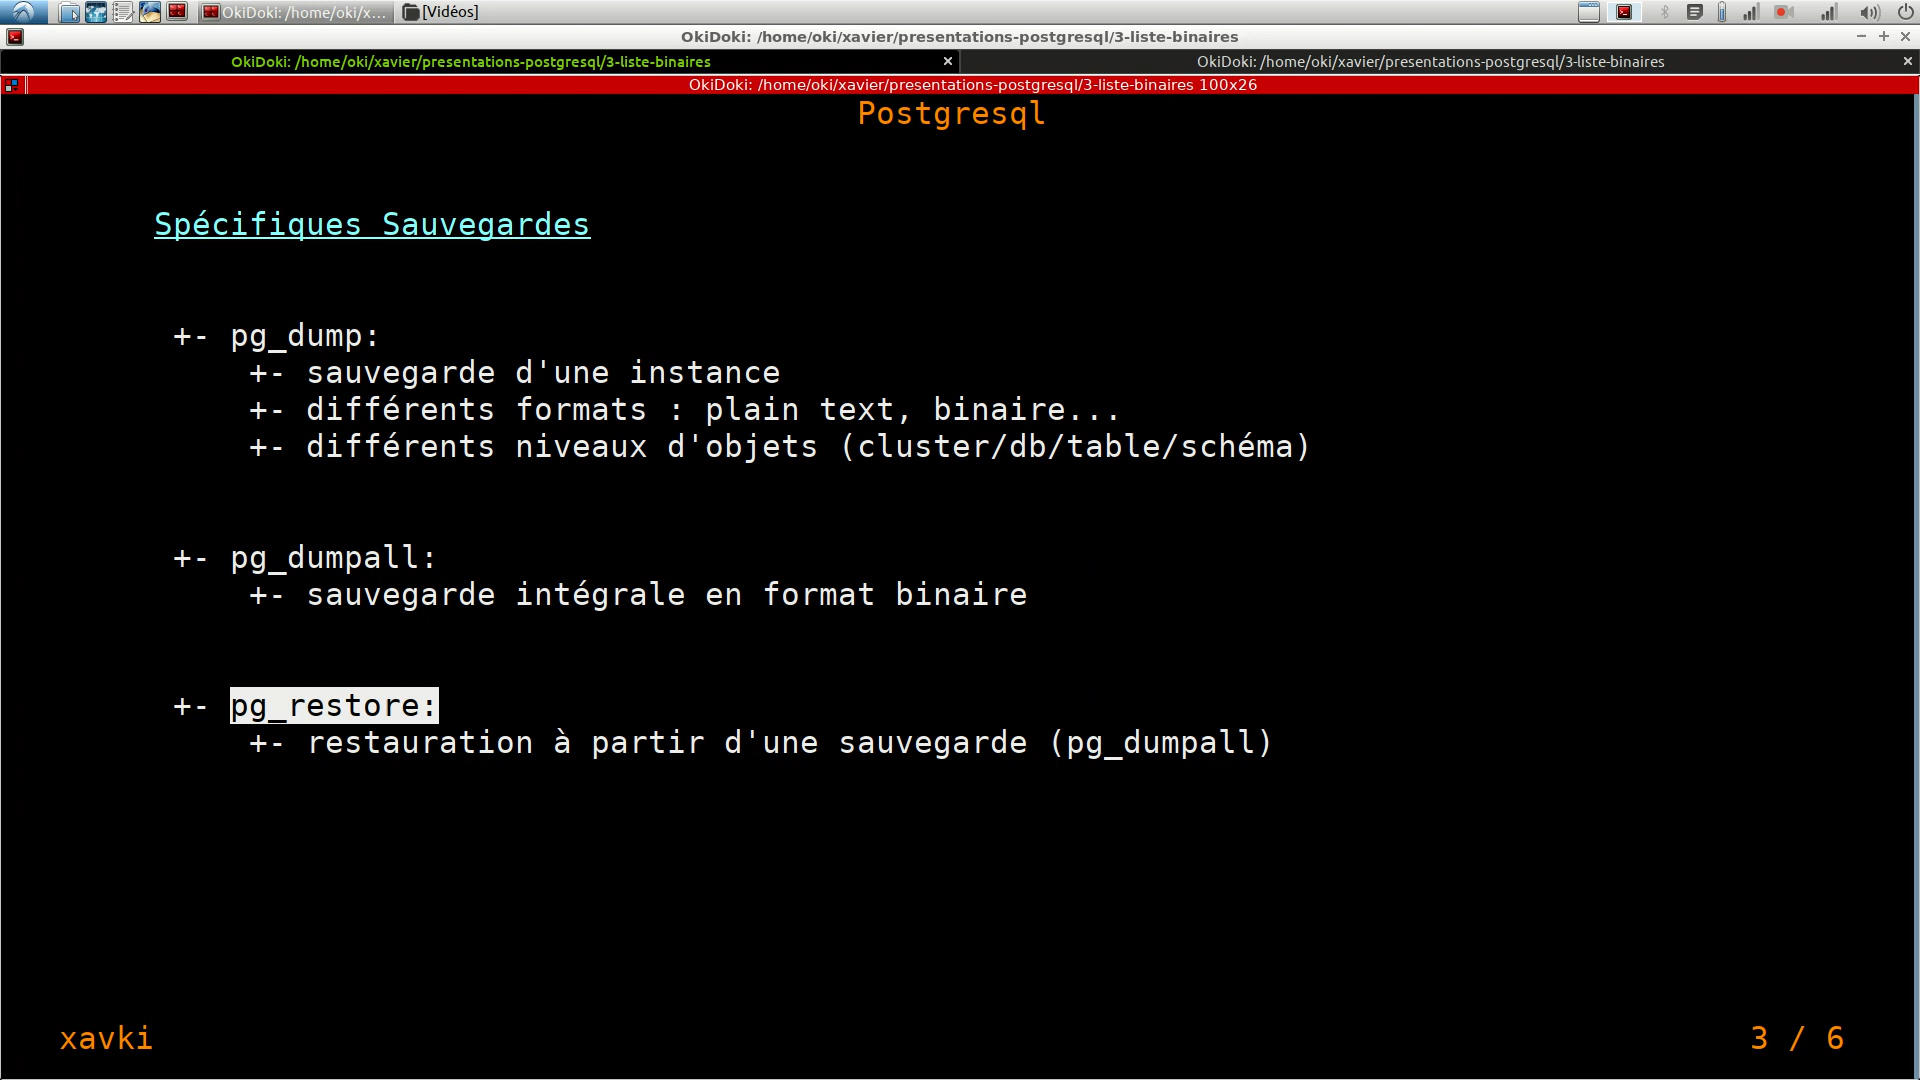 OkiDoki: /home/oki/x...
[Vidéos]
OkiDoki: /home/oki/xavier/presentations-postgresql/3-liste-binaires
OkiDoki: /home/oki/xavier/presentations-postgresql/3-liste-binaires
OkiDoki: /home/oki/xavier/presentations-postgresql/3-liste-binaires
OkiDoki: /home/oki/xavier/presentations-postgresql/3-liste-binaires 100x26
Postgresql
Spécifiques Sauvegardes
+- pg_dump:
+- sauvegarde d'une instance
+- différents formats : plain text, binaire...
+- différents niveaux d'objets (cluster/db/table/schéma)
+- pg_dumpall:
+- sauvegarde intégrale en format binaire
+- pg_restore:
+- restauration à partir d'une sauvegarde (pg_dumpall)
xavki
3 / 6